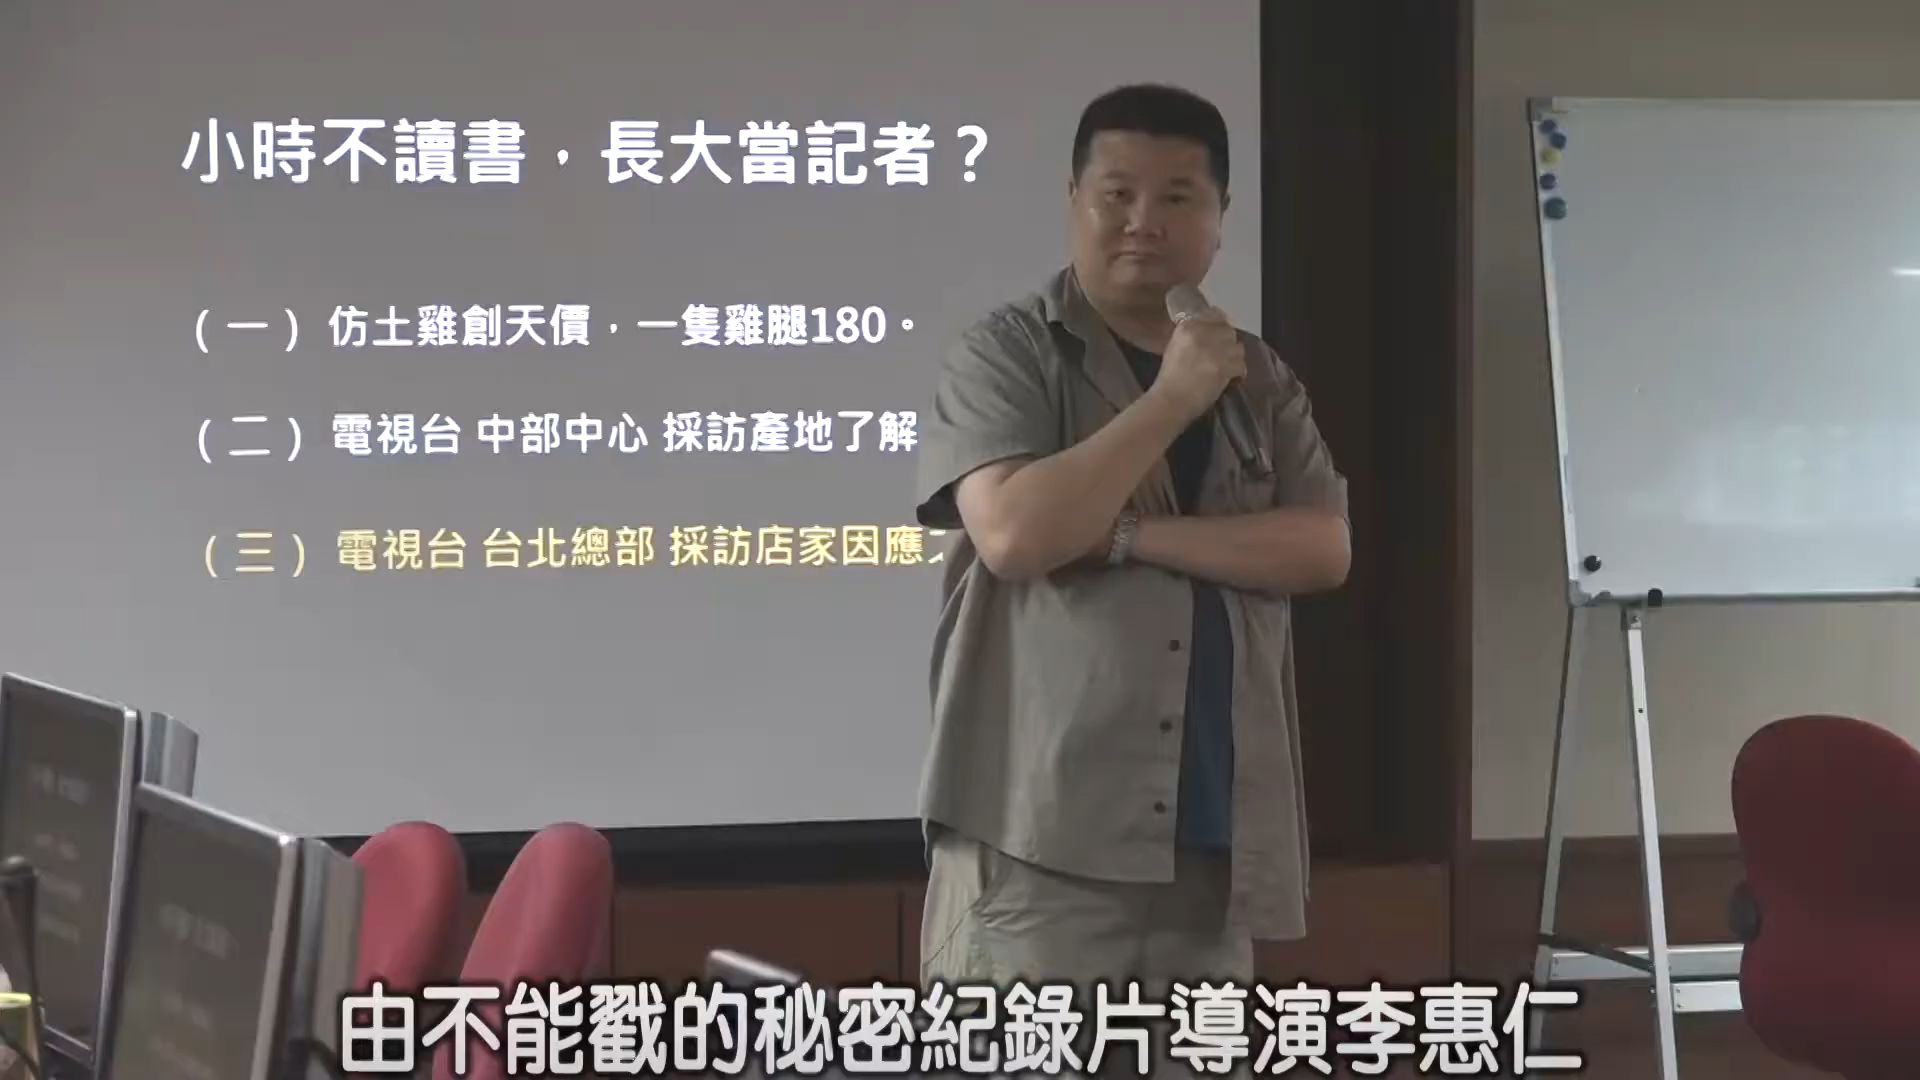 小時不讀書，長大當記者？
（一） 仿土雞創天價，一隻雞腿180。
（二） 電視台 中部中心 採訪產地了解
（三） 電視台 台北總部 採訪店家因應
由不能戳的秘密紀錄片導演李惠仁